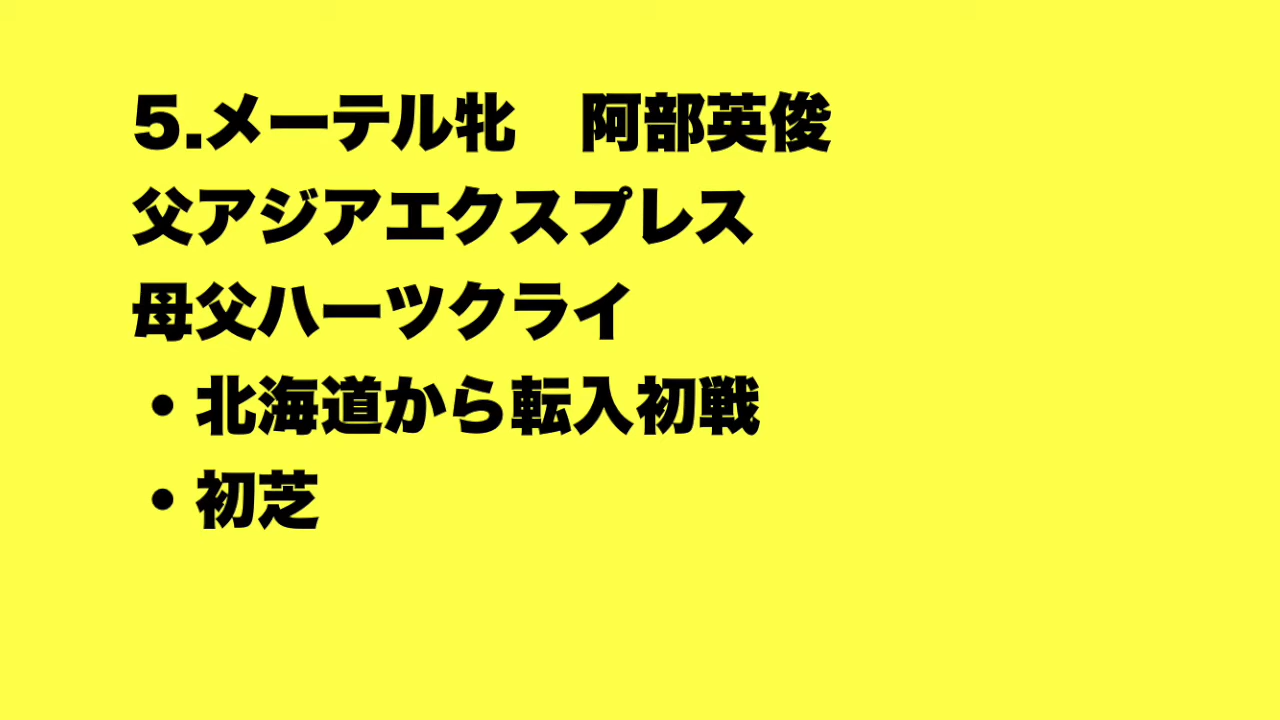 5.メーテル牝　阿部英俊
父アジアエクスプレス
母父ハーツクライ
・北海道から転入初戦
・初芝